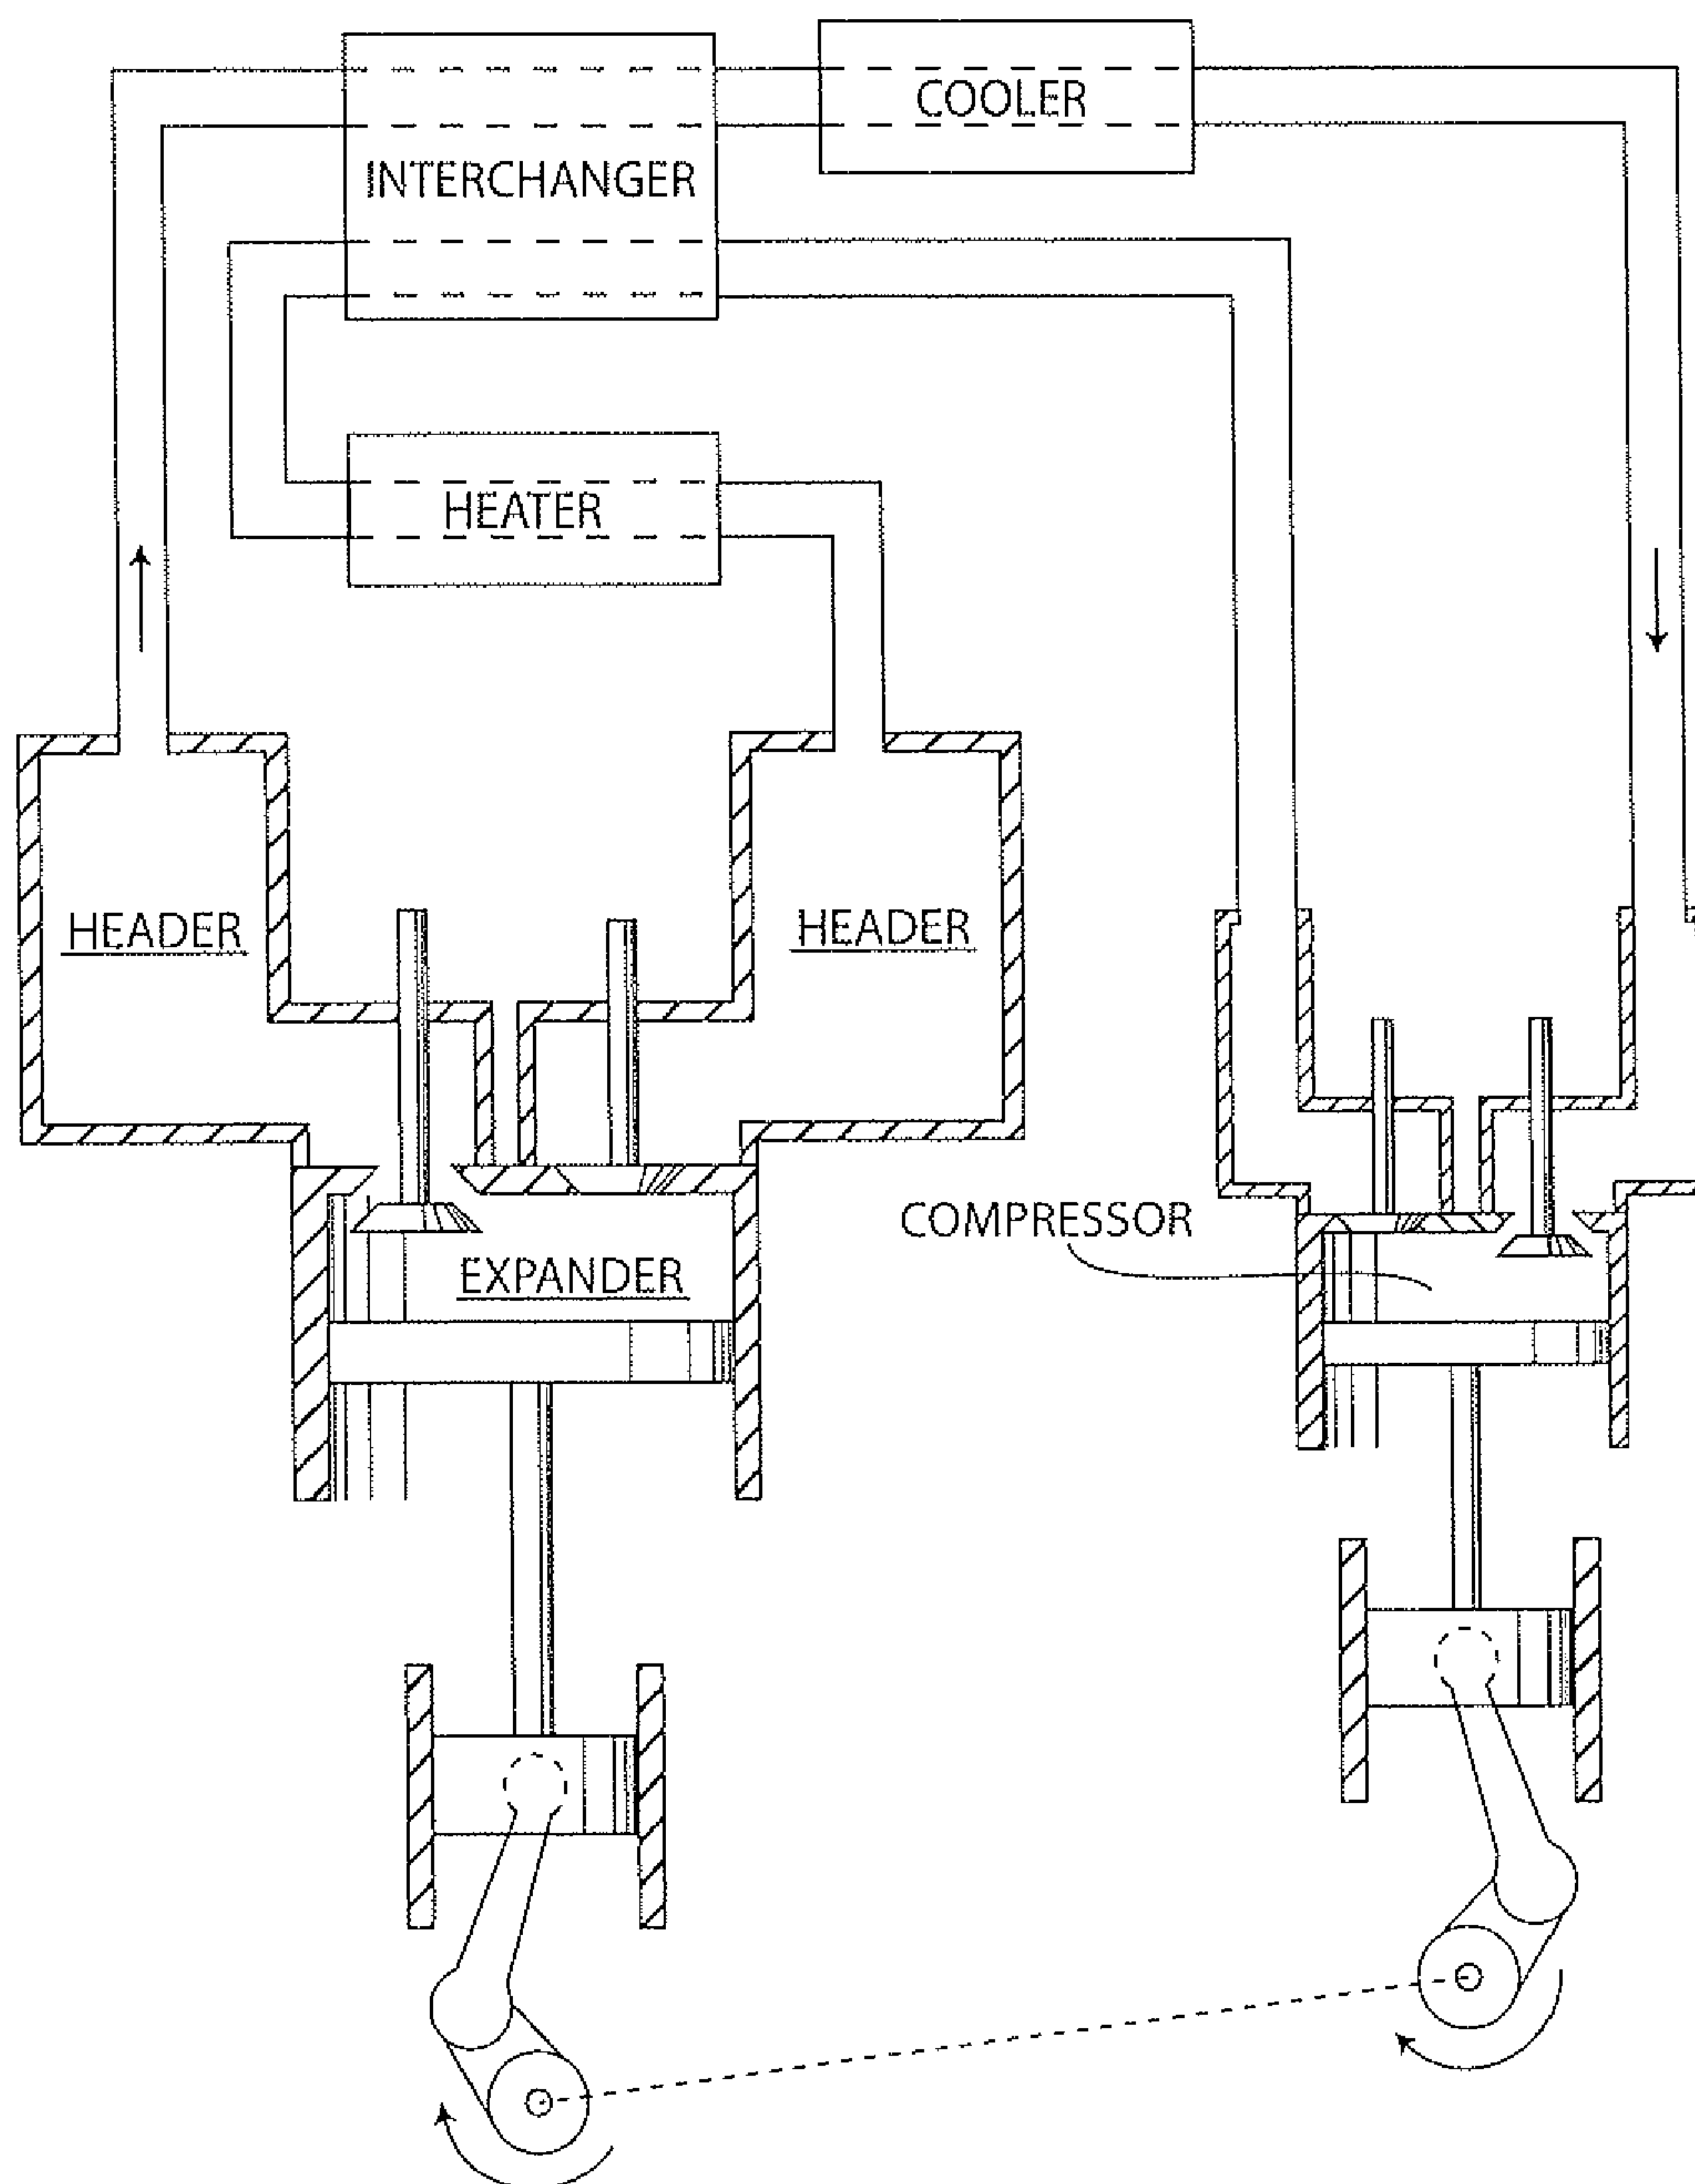 COOLER
INTERCHANGER
HEATER
HEADER
HEADER
COMPRESSOR
EXPANDER